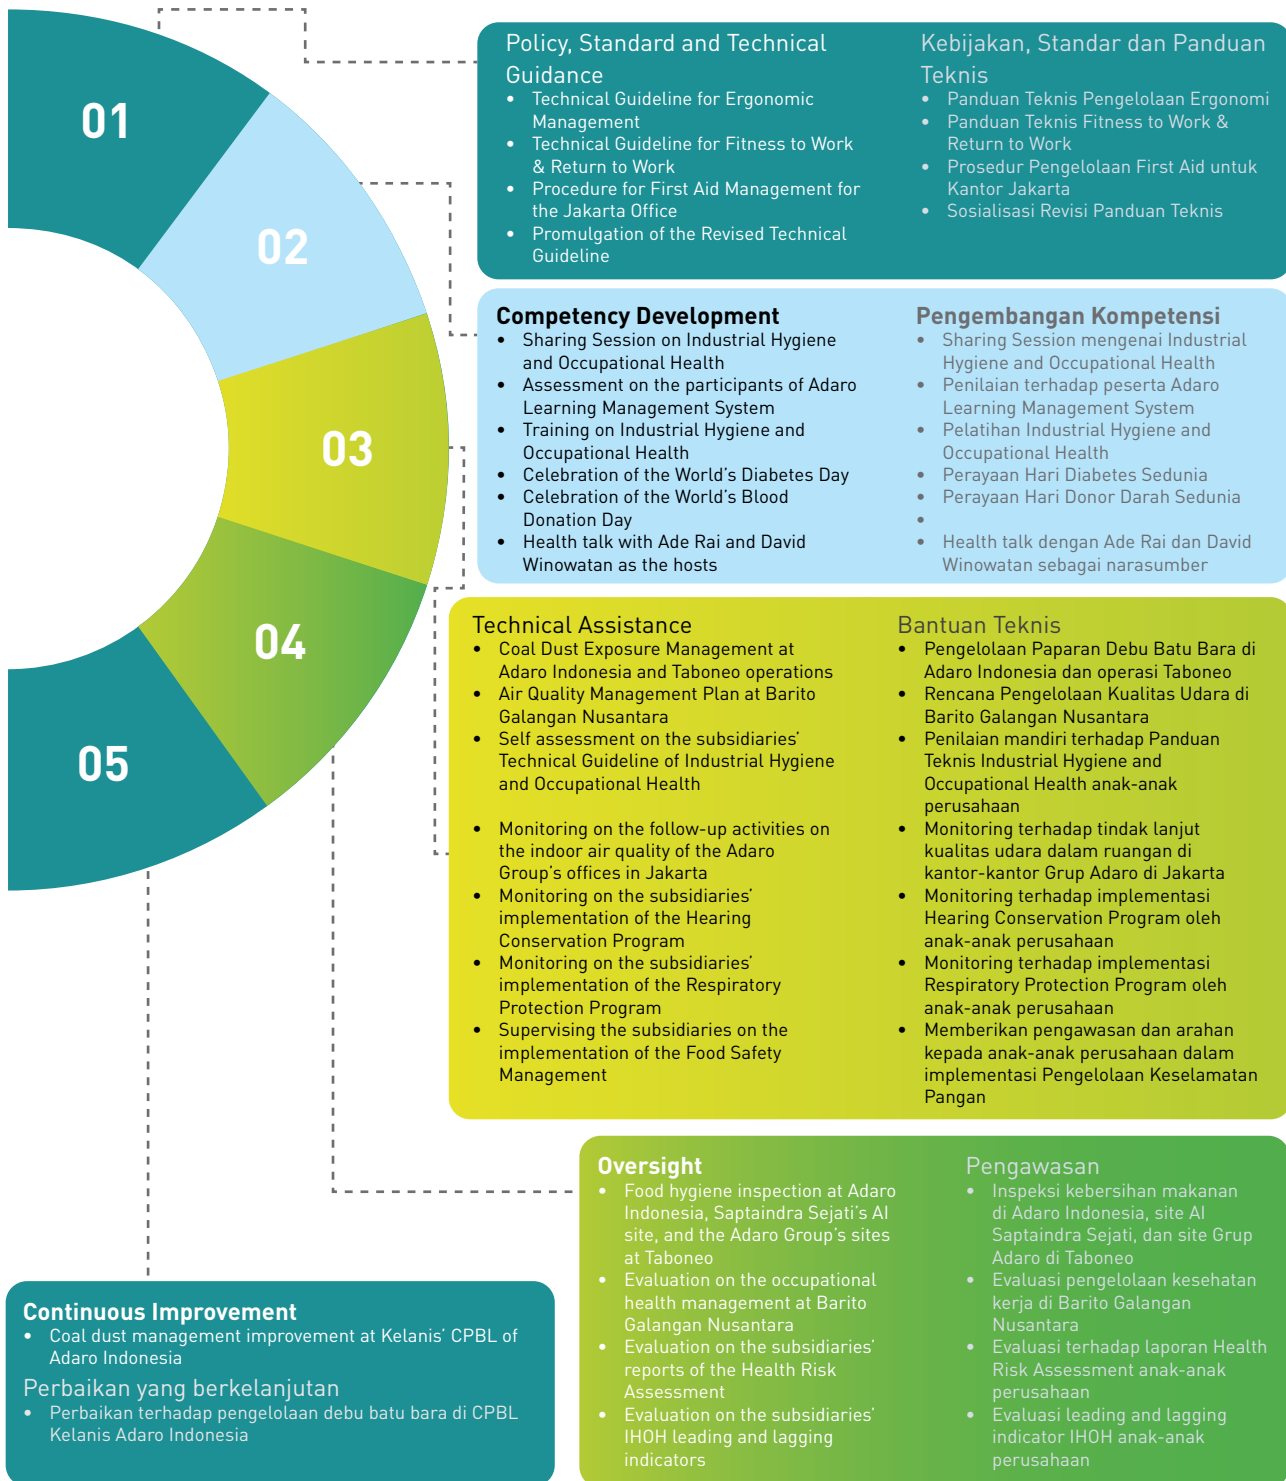 01
02
03
04
05
Policy, Standard and Technical
Guidance
• Technical Guideline for Ergonomic
Management
• Technical Guideline for Fitness to Work
& Return to Work
• Procedure for First Aid Management for
the Jakarta Office
• Promulgation of the Revised Technical
Guideline
Kebijakan, Standar dan Panduan
Teknis
• Panduan Teknis Pengelolaan Ergonomi
• Panduan Teknis Fitness to Work &
Return to Work
• Prosedur Pengelolaan First Aid untuk
Kantor Jakarta
• Sosialisasi Revisi Panduan Teknis
Competency Development
• Sharing Session on Industrial Hygiene
and Occupational Health
• Assessment on the participants of Adaro
Learning Management System
• Training on Industrial Hygiene and
Occupational Health
• Celebration of the World's Diabetes Day
• Celebration of the World's Blood
Donation Day
• Health talk with Ade Rai and David
Winowatan as the hosts
Pengembangan Kompetensi
• Sharing Session mengenai Industrial
Hygiene and Occupational Health
• Penilaian terhadap peserta Adaro
Learning Management System
• Pelatihan Industrial Hygiene and
Occupational Health
• Perayaan Hari Diabetes Sedunia
• Perayaan Hari Donor Darah Sedunia
•
• Health talk dengan Ade Rai dan David
Winowatan sebagai narasumber
Technical Assistance
• Coal Dust Exposure Management at
Adaro Indonesia and Taboneo operations
• Air Quality Management Plan at Barito
Galangan Nusantara
• Self assessment on the subsidiaries'
Technical Guideline of Industrial Hygiene
and Occupational Health
• Monitoring on the follow-up activities on
the indoor air quality of the Adaro
Group's offices in Jakarta
• Monitoring on the subsidiaries'
implementation of the Hearing
Conservation Program
• Monitoring on the subsidiaries'
implementation of the Respiratory
Protection Program
• Supervising the subsidiaries on the
implementation of the Food Safety
Management
Bantuan Teknis
• Pengelolaan Paparan Debu Batu Bara di
Adaro Indonesia dan operasi Taboneo
• Rencana Pengelolaan Kualitas Udara di
Barito Galangan Nusantara
• Penilaian mandiri terhadap Panduan
Teknis Industrial Hygiene and
Occupational Health anak-anak
perusahaan
• Monitoring terhadap tindak lanjut
kualitas udara dalam ruangan di
kantor-kantor Grup Adaro di Jakarta
• Monitoring terhadap implementasi
Hearing Conservation Program oleh
anak-anak perusahaan
• Monitoring terhadap implementasi
Respiratory Protection Program oleh
anak-anak perusahaan
• Memberikan pengawasan dan arahan
kepada anak-anak perusahaan dalam
implementasi Pengelolaan Keselamatan
Pangan
Oversight
• Food hygiene inspection at Adaro
Indonesia, Saptaindra Sejati's AI
site, and the Adaro Group's sites
at Taboneo
• Evaluation on the occupational
health management at Barito
Galangan Nusantara
• Evaluation on the subsidiaries'
reports of the Health Risk
Assessment
• Evaluation on the subsidiaries'
IHOH leading and lagging
indicators
Pengawasan
• Inspeksi kebersihan makanan
di Adaro Indonesia, site AI
Saptaindra Sejati, dan site Grup
Adaro di Taboneo
• Evaluasi pengelolaan kesehatan
kerja di Barito Galangan
Nusantara
• Evaluasi terhadap laporan Health
Risk Assessment anak-anak
perusahaan
• Evaluasi leading and lagging
indicator IHOH anak-anak
perusahaan
Continuous Improvement
• Coal dust management improvement at Kelanis' CPBL of
Adaro Indonesia
Perbaikan yang berkelanjutan
• Perbaikan terhadap pengelolaan debu batu bara di CPBL
Kelanis Adaro Indonesia